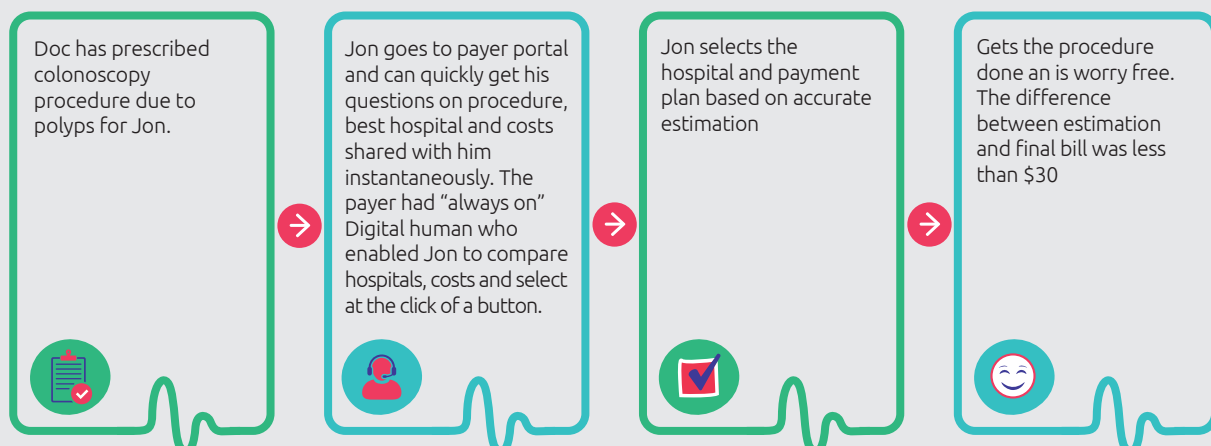 Doc has prescribed
colonoscopy
procedure due to
polyps for Jon.
Jon goes to payer portal
and can quickly get his
questions on procedure,
best hospital and costs
shared with him
instantaneously. The
payer had “always on”
Digital human who
enabled Jon to compare
hospitals, costs and select
at the click of a button.
Jon selects the
hospital and payment
plan based on accurate
estimation
Gets the procedure
done an is worry free.
The difference
between estimation
and final bill was less
than $30